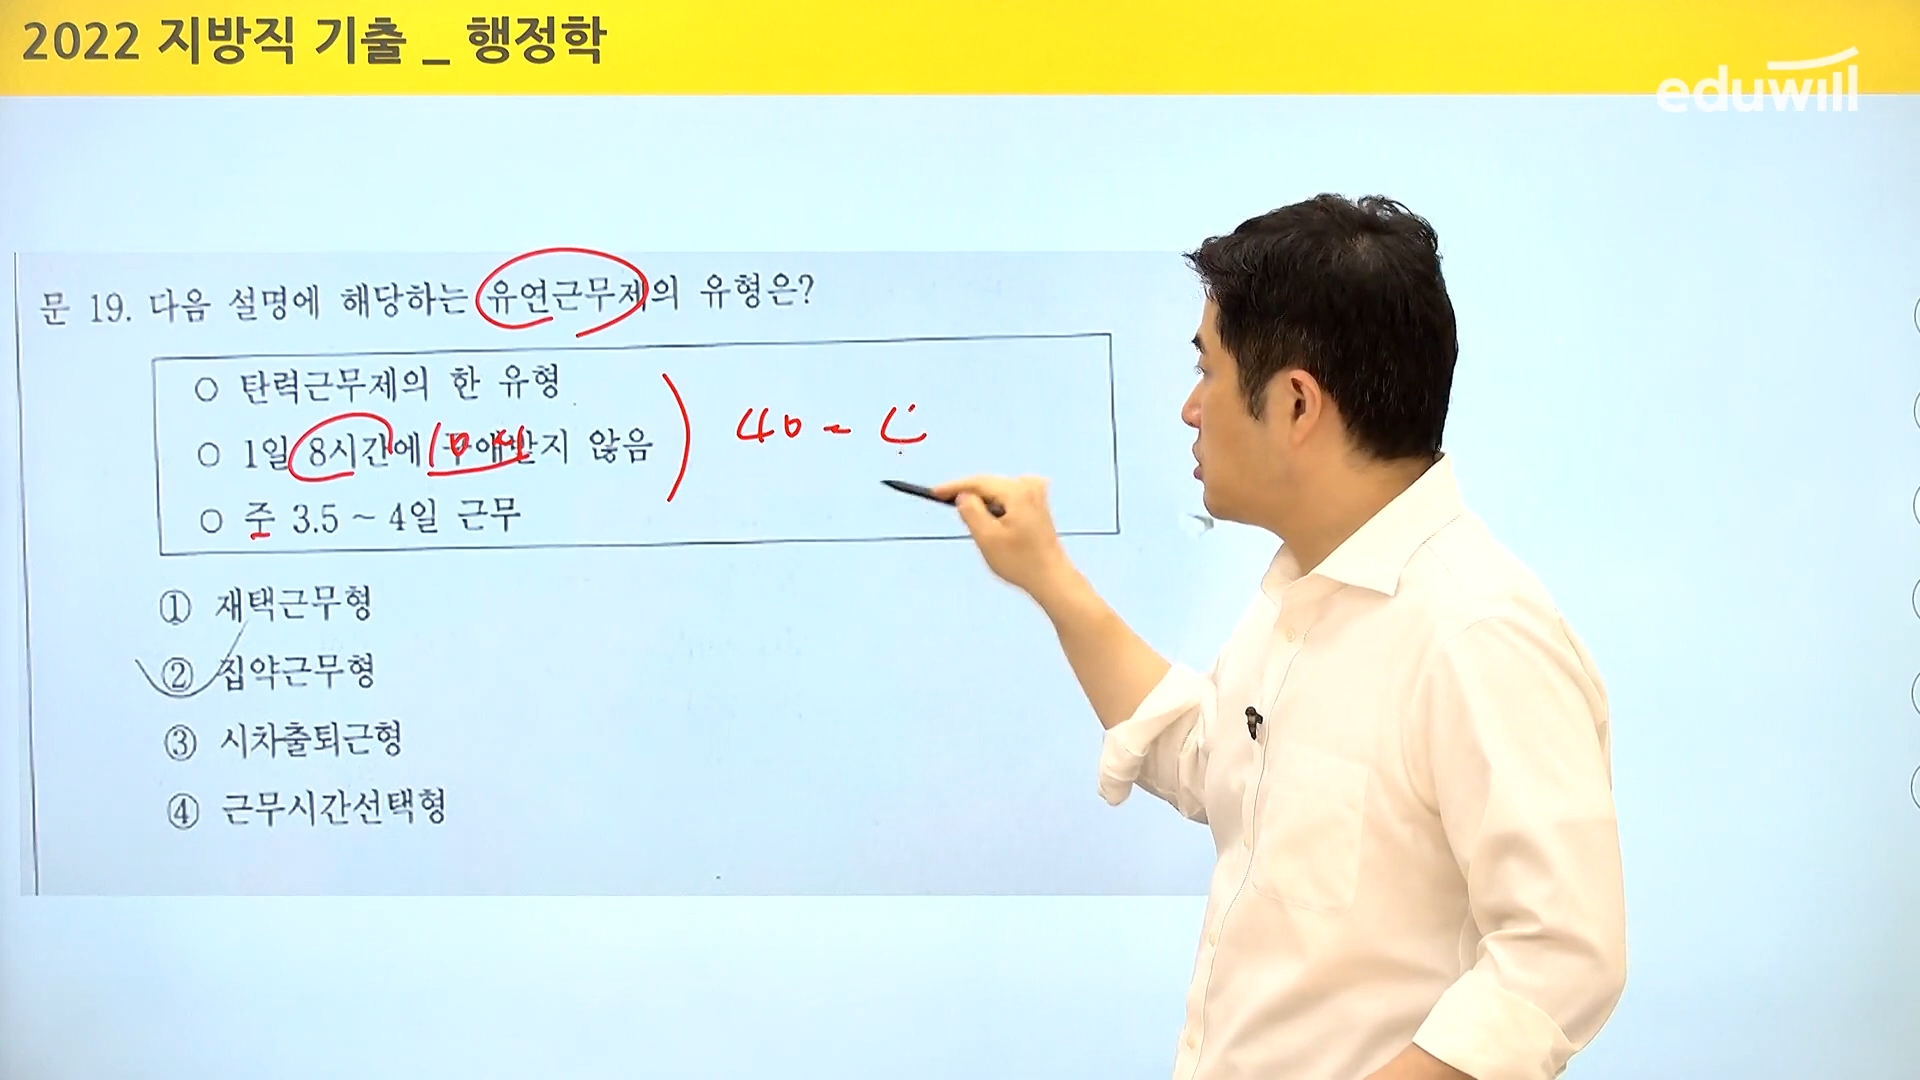 2022 지방직 기출 _ 행정학
eduwill
문 19. 다음 설명에 해당하는 유연근무제의 유형은?
○ 탄력근무제의 한 유형
○ 1일 8시간에 구애받지 않음
40
○ 주 3.5 ~ 4일 근무
① 재택근무형
② 집약근무형
③ 시차출퇴근형
④ 근무시간선택형